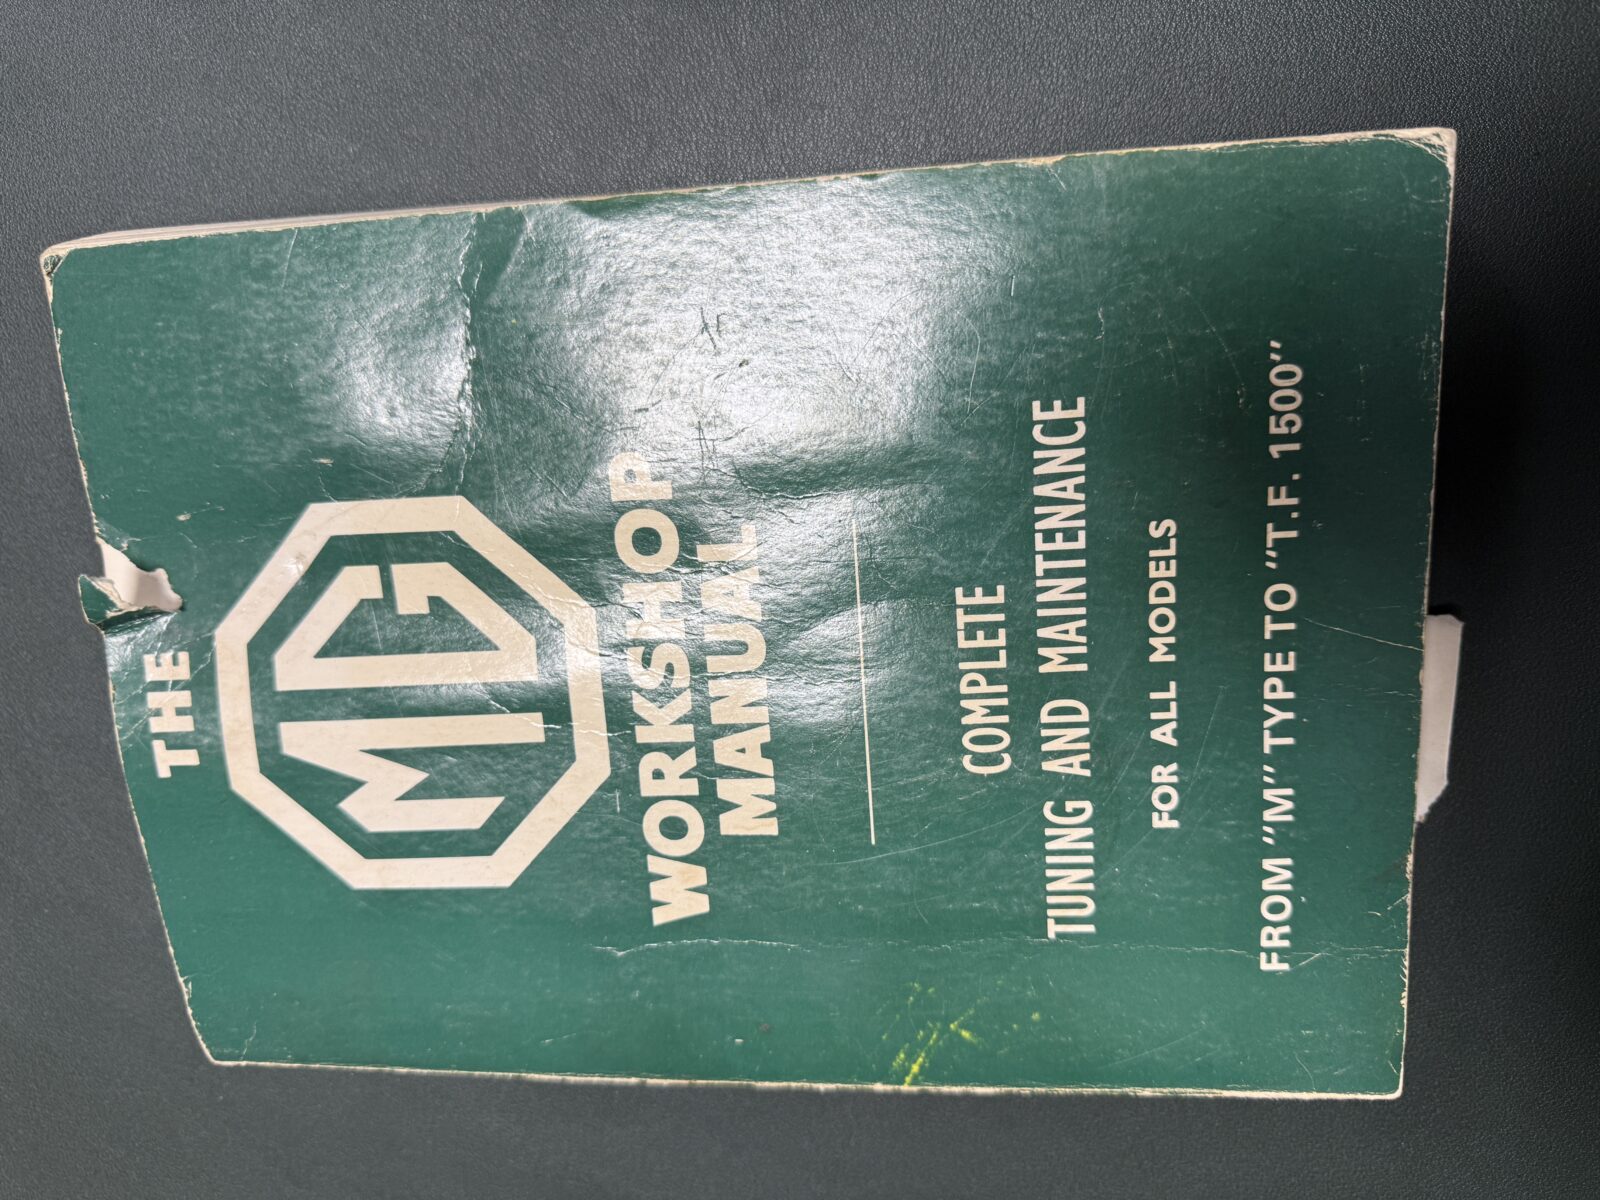 THE
MG
WORKSHOP
MANUAL
COMPLETE
TUNING AND MAINTENANCE
FOR ALL MODELS
FROM "M" TYPE TO "T.F. 1500"